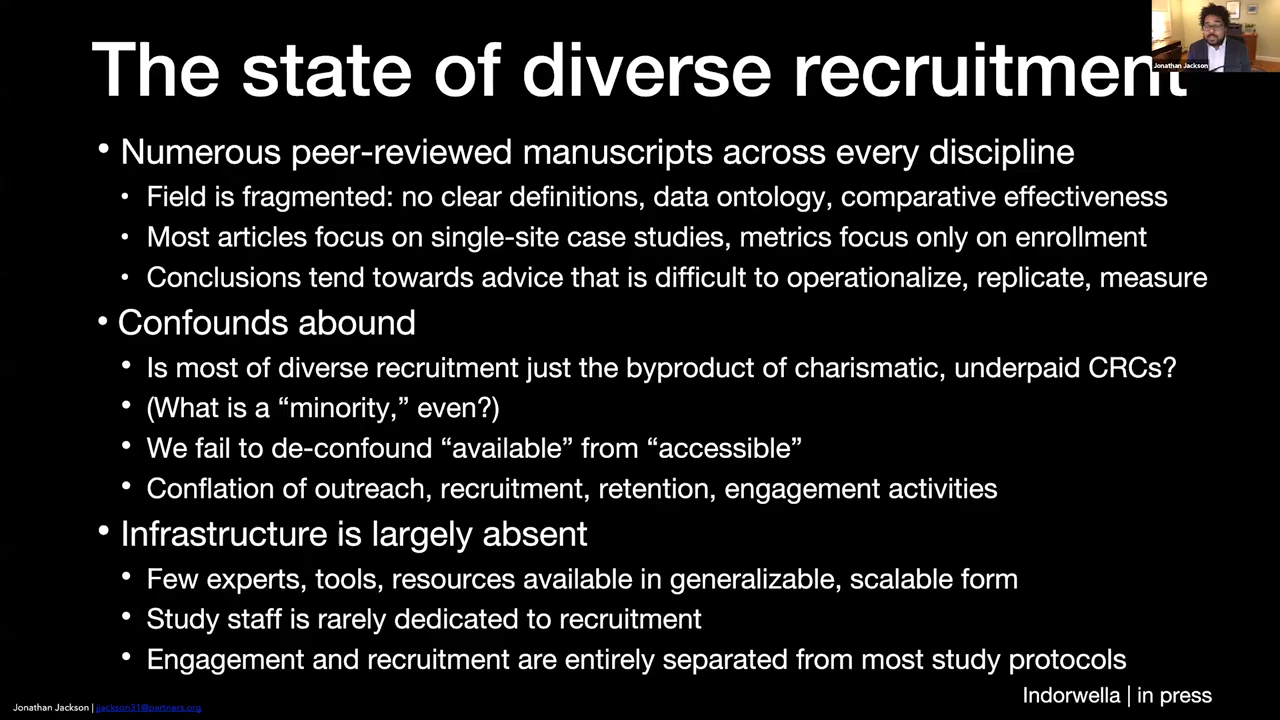 The state of diverse recruitment
Jonathan Jackson
• Numerous peer-reviewed manuscripts across every discipline
• Field is fragmented: no clear definitions, data ontology, comparative effectiveness
• Most articles focus on single-site case studies, metrics focus only on enrollment
• Conclusions tend towards advice that is difficult to operationalize, replicate, measure
• Confounds abound
• Is most of diverse recruitment just the byproduct of charismatic, underpaid CRCs?
• (What is a “minority,” even?)
• We fail to de-confound “available” from “accessible”
• Conflation of outreach, recruitment, retention, engagement activities
• Infrastructure is largely absent
• Few experts, tools, resources available in generalizable, scalable form
• Study staff is rarely dedicated to recruitment
• Engagement and recruitment are entirely separated from most study protocols
Indorwella | in press
Jonathan Jackson | jjackson31@partners.org